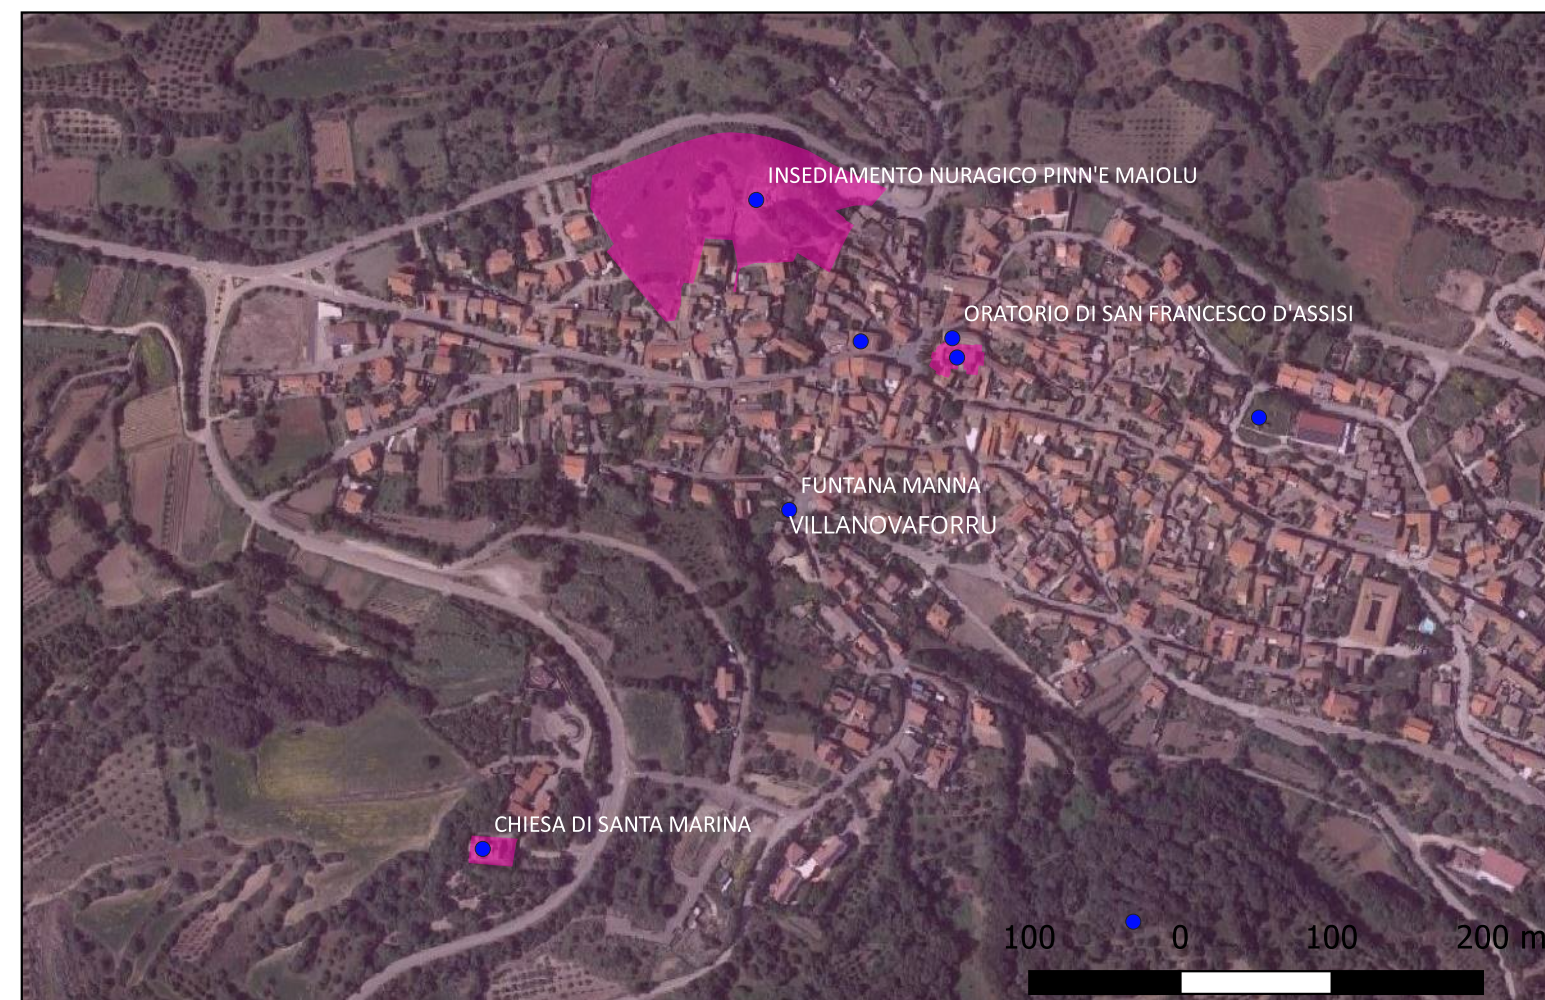 INSEDIAMENTO NURAGICO PINN'E MAIOLU
ORATORIO DI SAN FRANCESCO D'ASSISI
FUNTANA MANNA
VILLANOVAFORRU
CHIESA DI SANTA MARINA
100 0 100 200 m